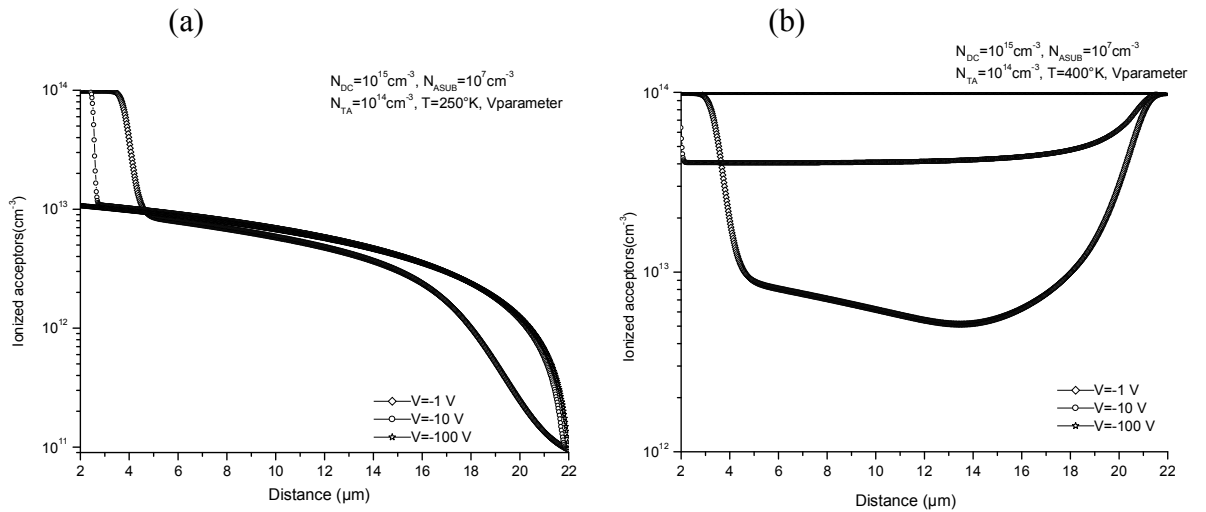 (a)
N_DC=10^15cm^-3, N_ASUB=10^7cm^-3
N_TA=10^14cm^-3, T=250°K, Vparameter
10^14
10^13
10^12
10^11
Ionized acceptors(cm^-3)
V=-1 V
V=-10 V
V=-100 V
2 4 6 8 10 12 14 16 18 20 22
Distance (µm)
(b)
N_DC=10^15cm^-3, N_ASUB=10^7cm^-3
N_TA=10^14cm^-3, T=400°K, Vparameter
10^14
10^13
10^12
Ionized acceptors(cm^-3)
V=-1 V
V=-10 V
V=-100 V
2 4 6 8 10 12 14 16 18 20 22
Distance (µm)